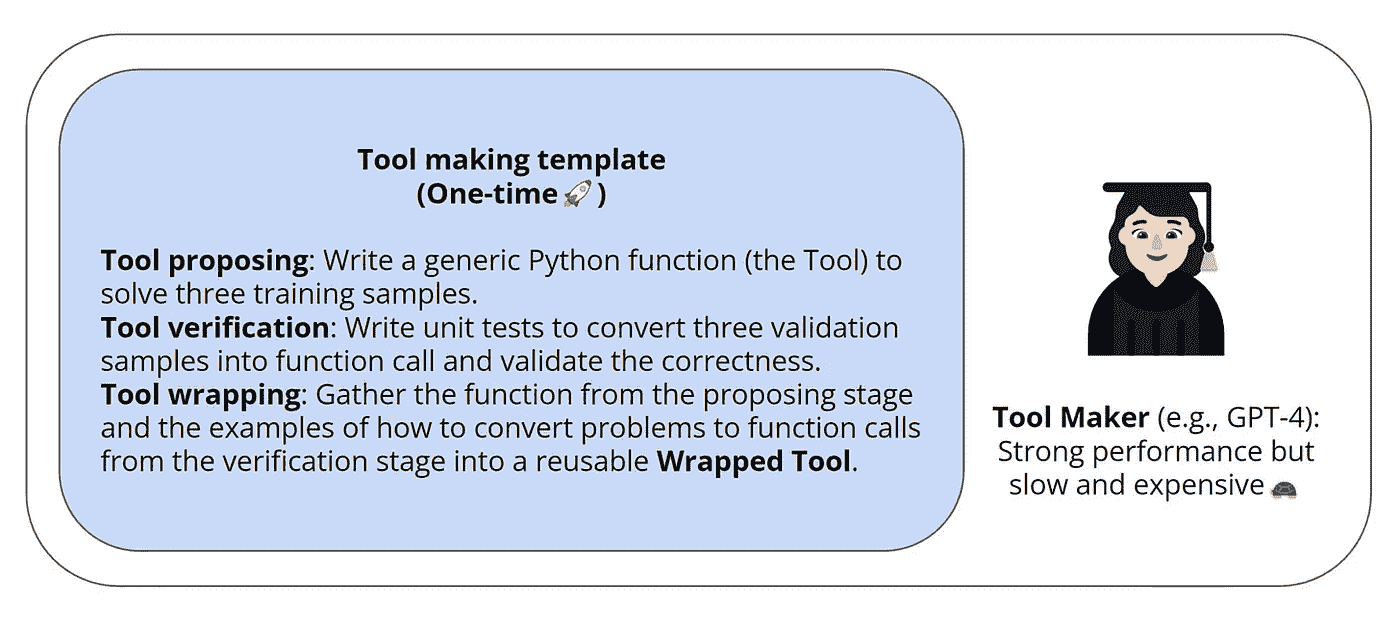 Tool making template
(One-time 🚀 )
Tool proposing: Write a generic Python function (the Tool) to
solve three training samples.
Tool verification: Write unit tests to convert three validation
samples into function call and validate the correctness.
Tool wrapping: Gather the function from the proposing stage
and the examples of how to convert problems to function calls
from the verification stage into a reusable Wrapped Tool.
Tool Maker (e.g., GPT-4):
Strong performance but
slow and expensive 🐢